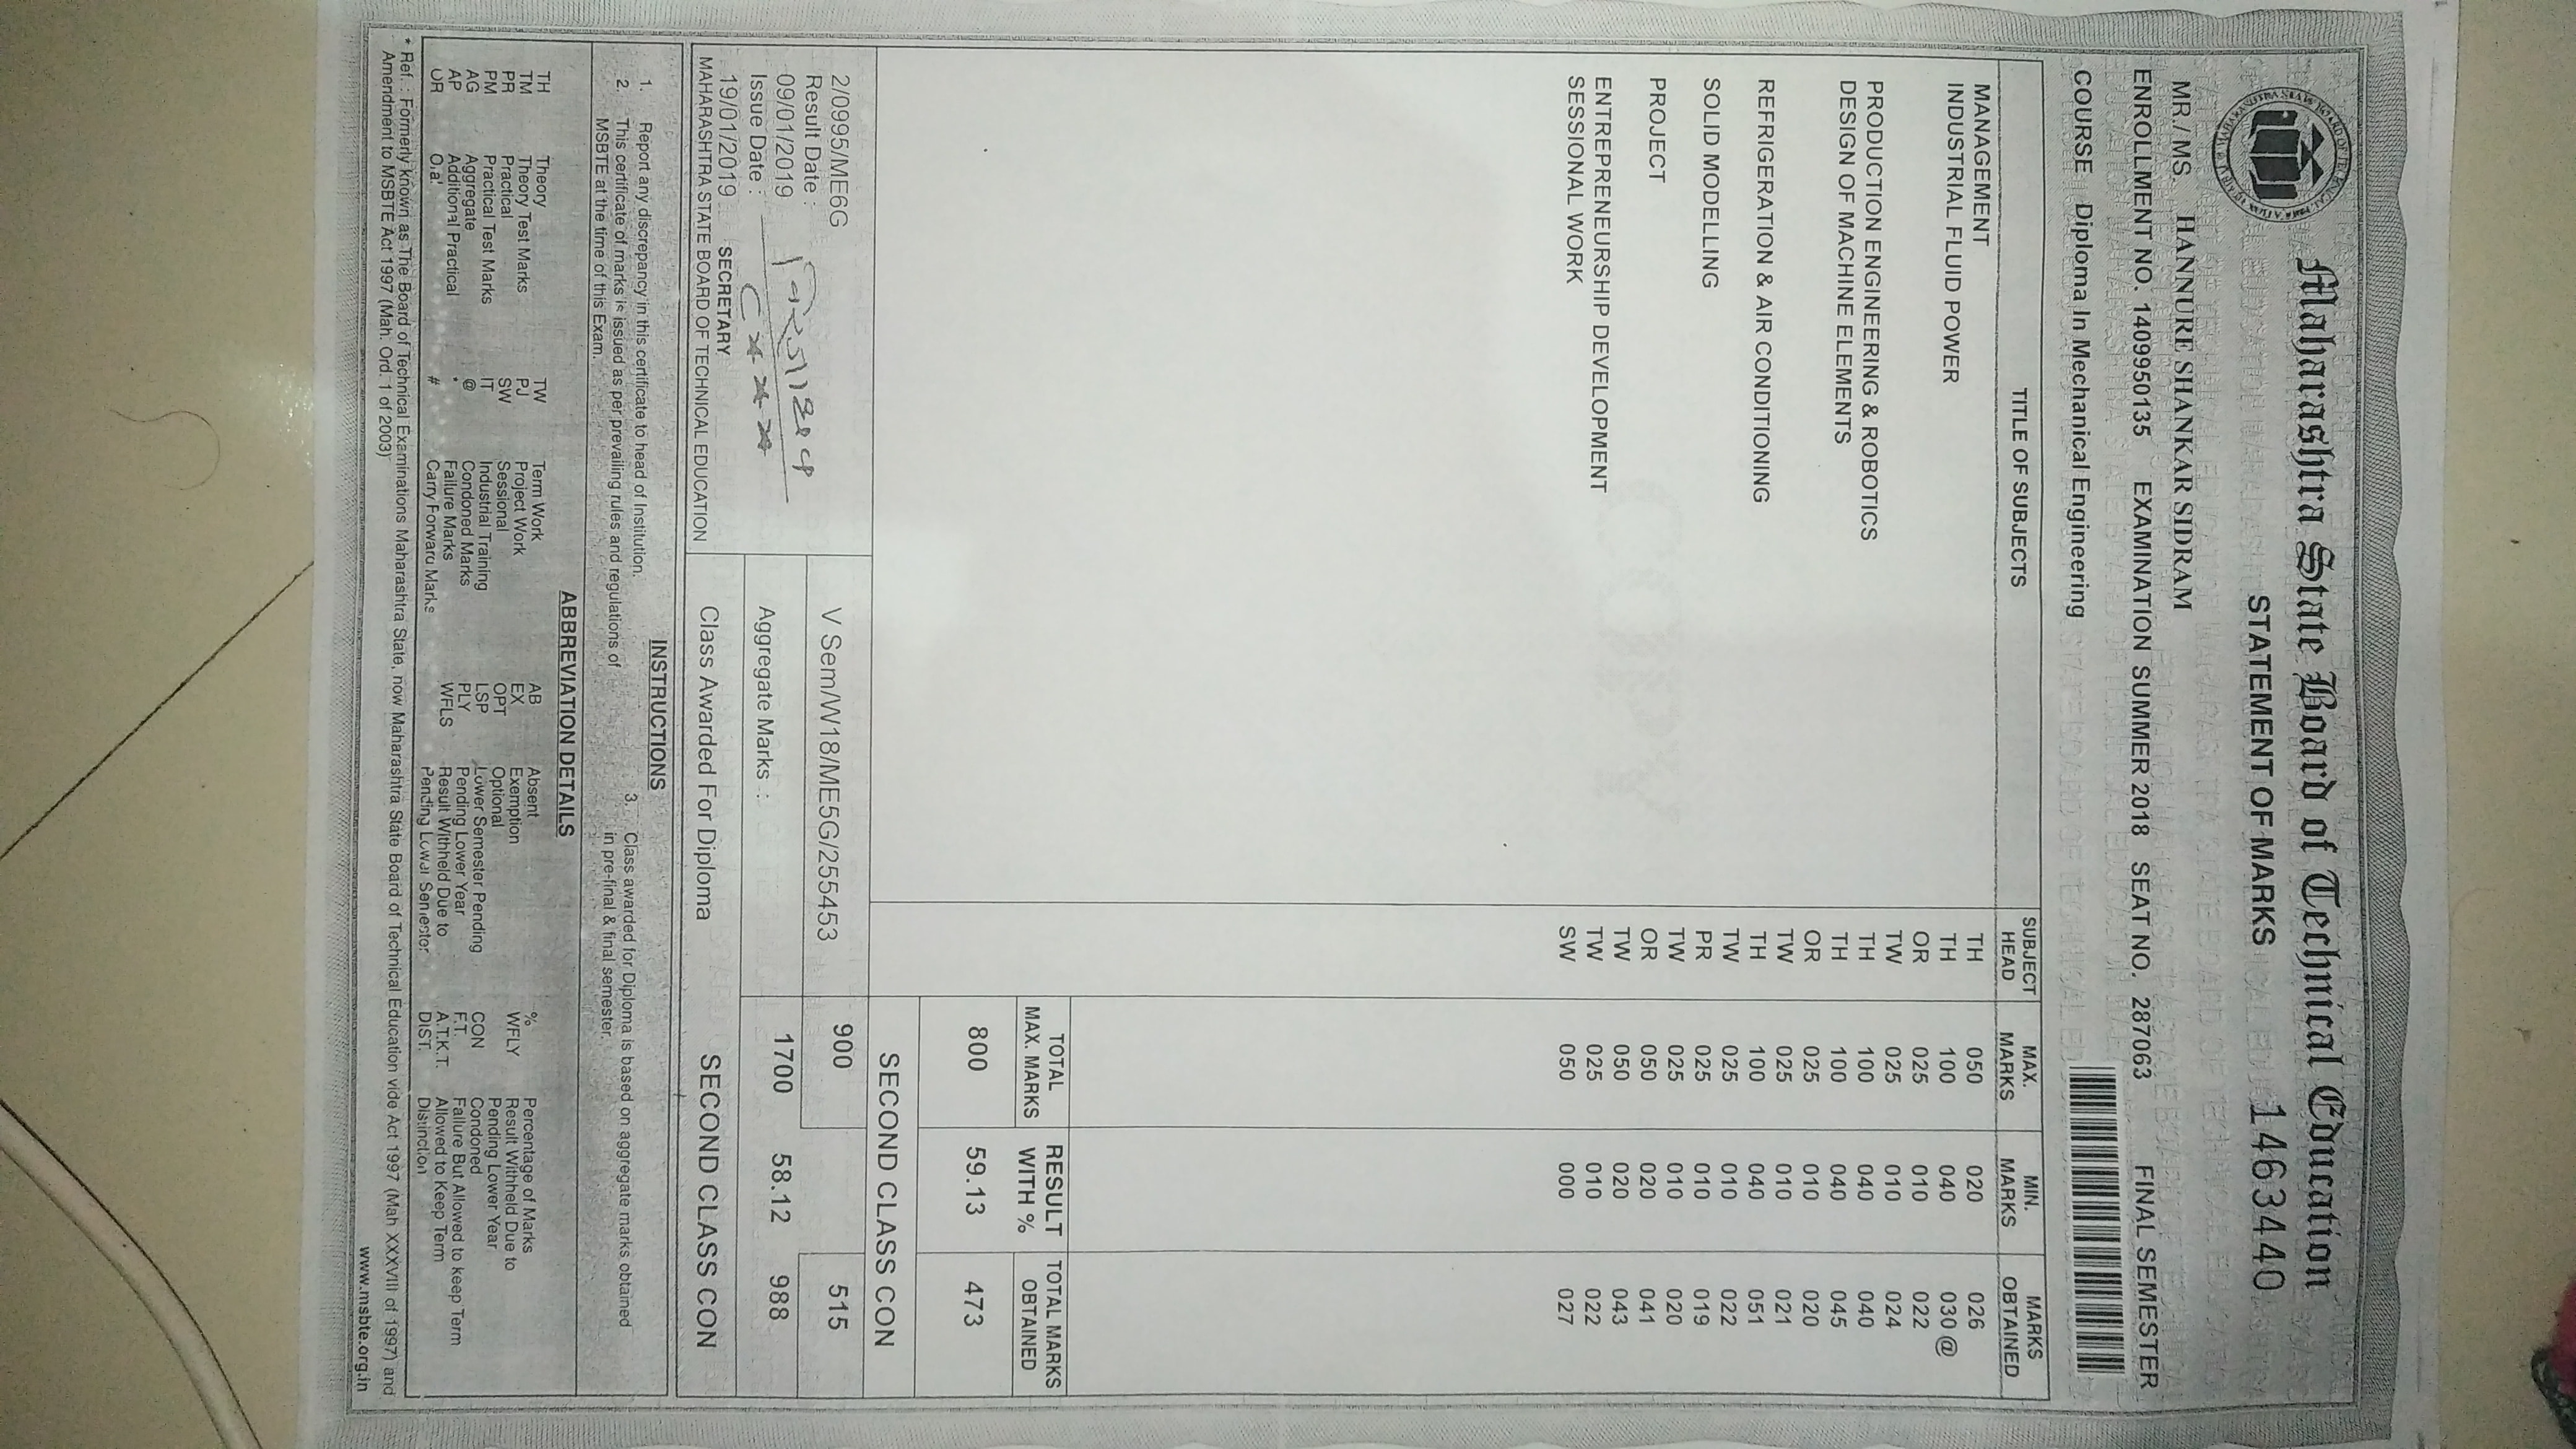 Maharashtra State Board of Technical Education
STATEMENT OF MARKS 1463440
MR./MS. HANNURE SHANKAR SIDRAM
ENROLLMENT NO. 1409950135 EXAMINATION SUMMER 2018 SEAT NO. 287063 FINAL SEMESTER
COURSE Diploma In Mechanical Engineering
TITLE OF SUBJECTS SUBJECT HEAD MAX. MARKS MIN. MARKS MARKS OBTAINED
MANAGEMENT TH 050 020 026
INDUSTRIAL FLUID POWER TH 100 040 030 @
OR 025 010 022
TW 025 010 024
PRODUCTION ENGINEERING & ROBOTICS TH 100 040 040
DESIGN OF MACHINE ELEMENTS TH 100 040 045
OR 025 010 020
TW 025 010 021
REFRIGERATION & AIR CONDITIONING TH 100 040 051
TW 025 010 022
SOLID MODELLING PR 025 010 019
TW 025 010 020
PROJECT OR 050 020 041
TW 050 020 043
ENTREPRENEURSHIP DEVELOPMENT TW 025 010 022
SESSIONAL WORK SW 050 000 027
TOTAL MAX. MARKS RESULT WITH % TOTAL MARKS OBTAINED
800 59.13 473
SECOND CLASS CON
2/0995/ME6G V Sem/W18/ME5G/255453 900 515
Result Date :
09/01/2019 Aggregate Marks : 1700 58.12 988
Issue Date :
19/01/2019 SECRETARY
MAHARASHTRA STATE BOARD OF TECHNICAL EDUCATION Class Awarded For Diploma SECOND CLASS CON
INSTRUCTIONS
1. Report any discrepancy in this certificate to head of Institution.
2. This certificate of marks is issued as per prevailing rules and regulations of
MSBTE at the time of this Exam.
3. Class awarded for Diploma is based on aggregate marks obtained
in pre-final & final semester.
ABBREVIATION DETAILS
TH Theory TW Term Work AB Absent % Percentage of Marks
TM Theory Test Marks PJ Project Work EX Exemption WFLY Result Withheld Due to
PR Practical SW Sessional OPT Optional Pending Lower Year
PM Practical Test Marks IT Industrial Training LSP Lower Semester Pending CON Condoned
AG Aggregate @ Condoned Marks PLY Pending Lower Year F.T. Failure But Allowed to keep Term
AP Additional Practical * Failure Marks WFLS Result Withheld Due to A.T.K.T. Allowed to Keep Term
OR Oral # Carry Forward Marks Pending Lower Semester DIST. Distinction
* Ref. : Formerly known as The Board of Technical Examinations Maharashtra State, now Maharashtra State Board of Technical Education vide Act 1997 (Mah XXXVIII of 1997) and
Amendment to MSBTE Act 1997 (Mah. Ord. 1 of 2003)
www.msbte.org.in